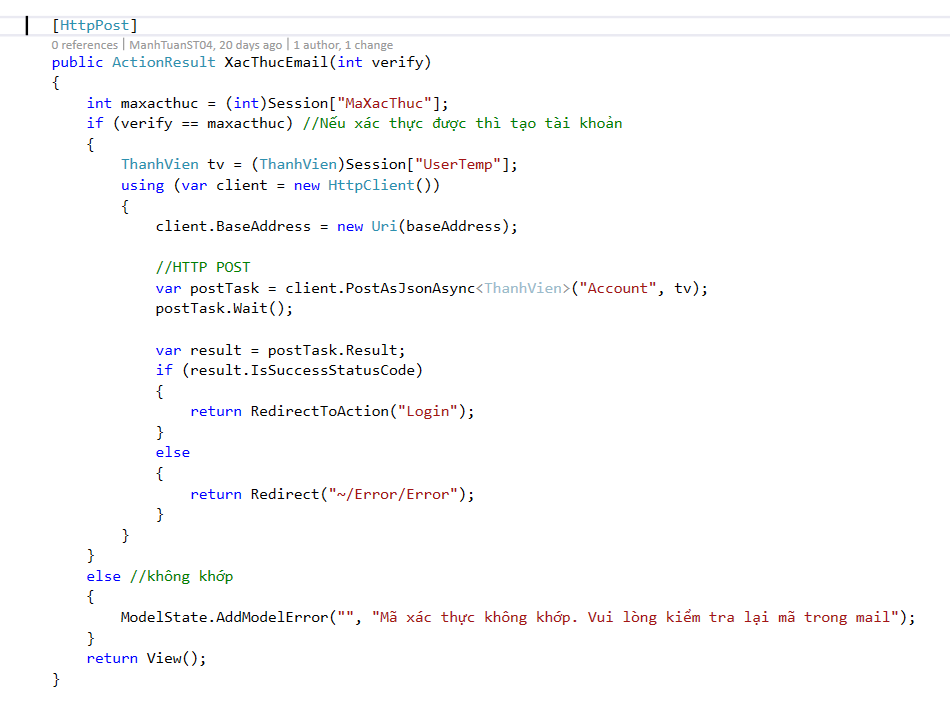 [HttpPost]
0 references | ManhTuanST04, 20 days ago | 1 author, 1 change
public ActionResult XacThucEmail(int verify)
{
    int maxacthuc = (int)Session["MaXacThuc"];
    if (verify == maxacthuc) //Nếu xác thực được thì tạo tài khoản
    {
        ThanhVien tv = (ThanhVien)Session["UserTemp"];
        using (var client = new HttpClient())
        {
            client.BaseAddress = new Uri(baseAddress);

            //HTTP POST
            var postTask = client.PostAsJsonAsync<ThanhVien>("Account", tv);
            postTask.Wait();

            var result = postTask.Result;
            if (result.IsSuccessStatusCode)
            {
                return RedirectToAction("Login");
            }
            else
            {
                return Redirect("~/Error/Error");
            }
        }
    }
    else //không khớp
    {
        ModelState.AddModelError("", "Mã xác thực không khớp. Vui lòng kiểm tra lại mã trong mail");
    }
    return View();
}